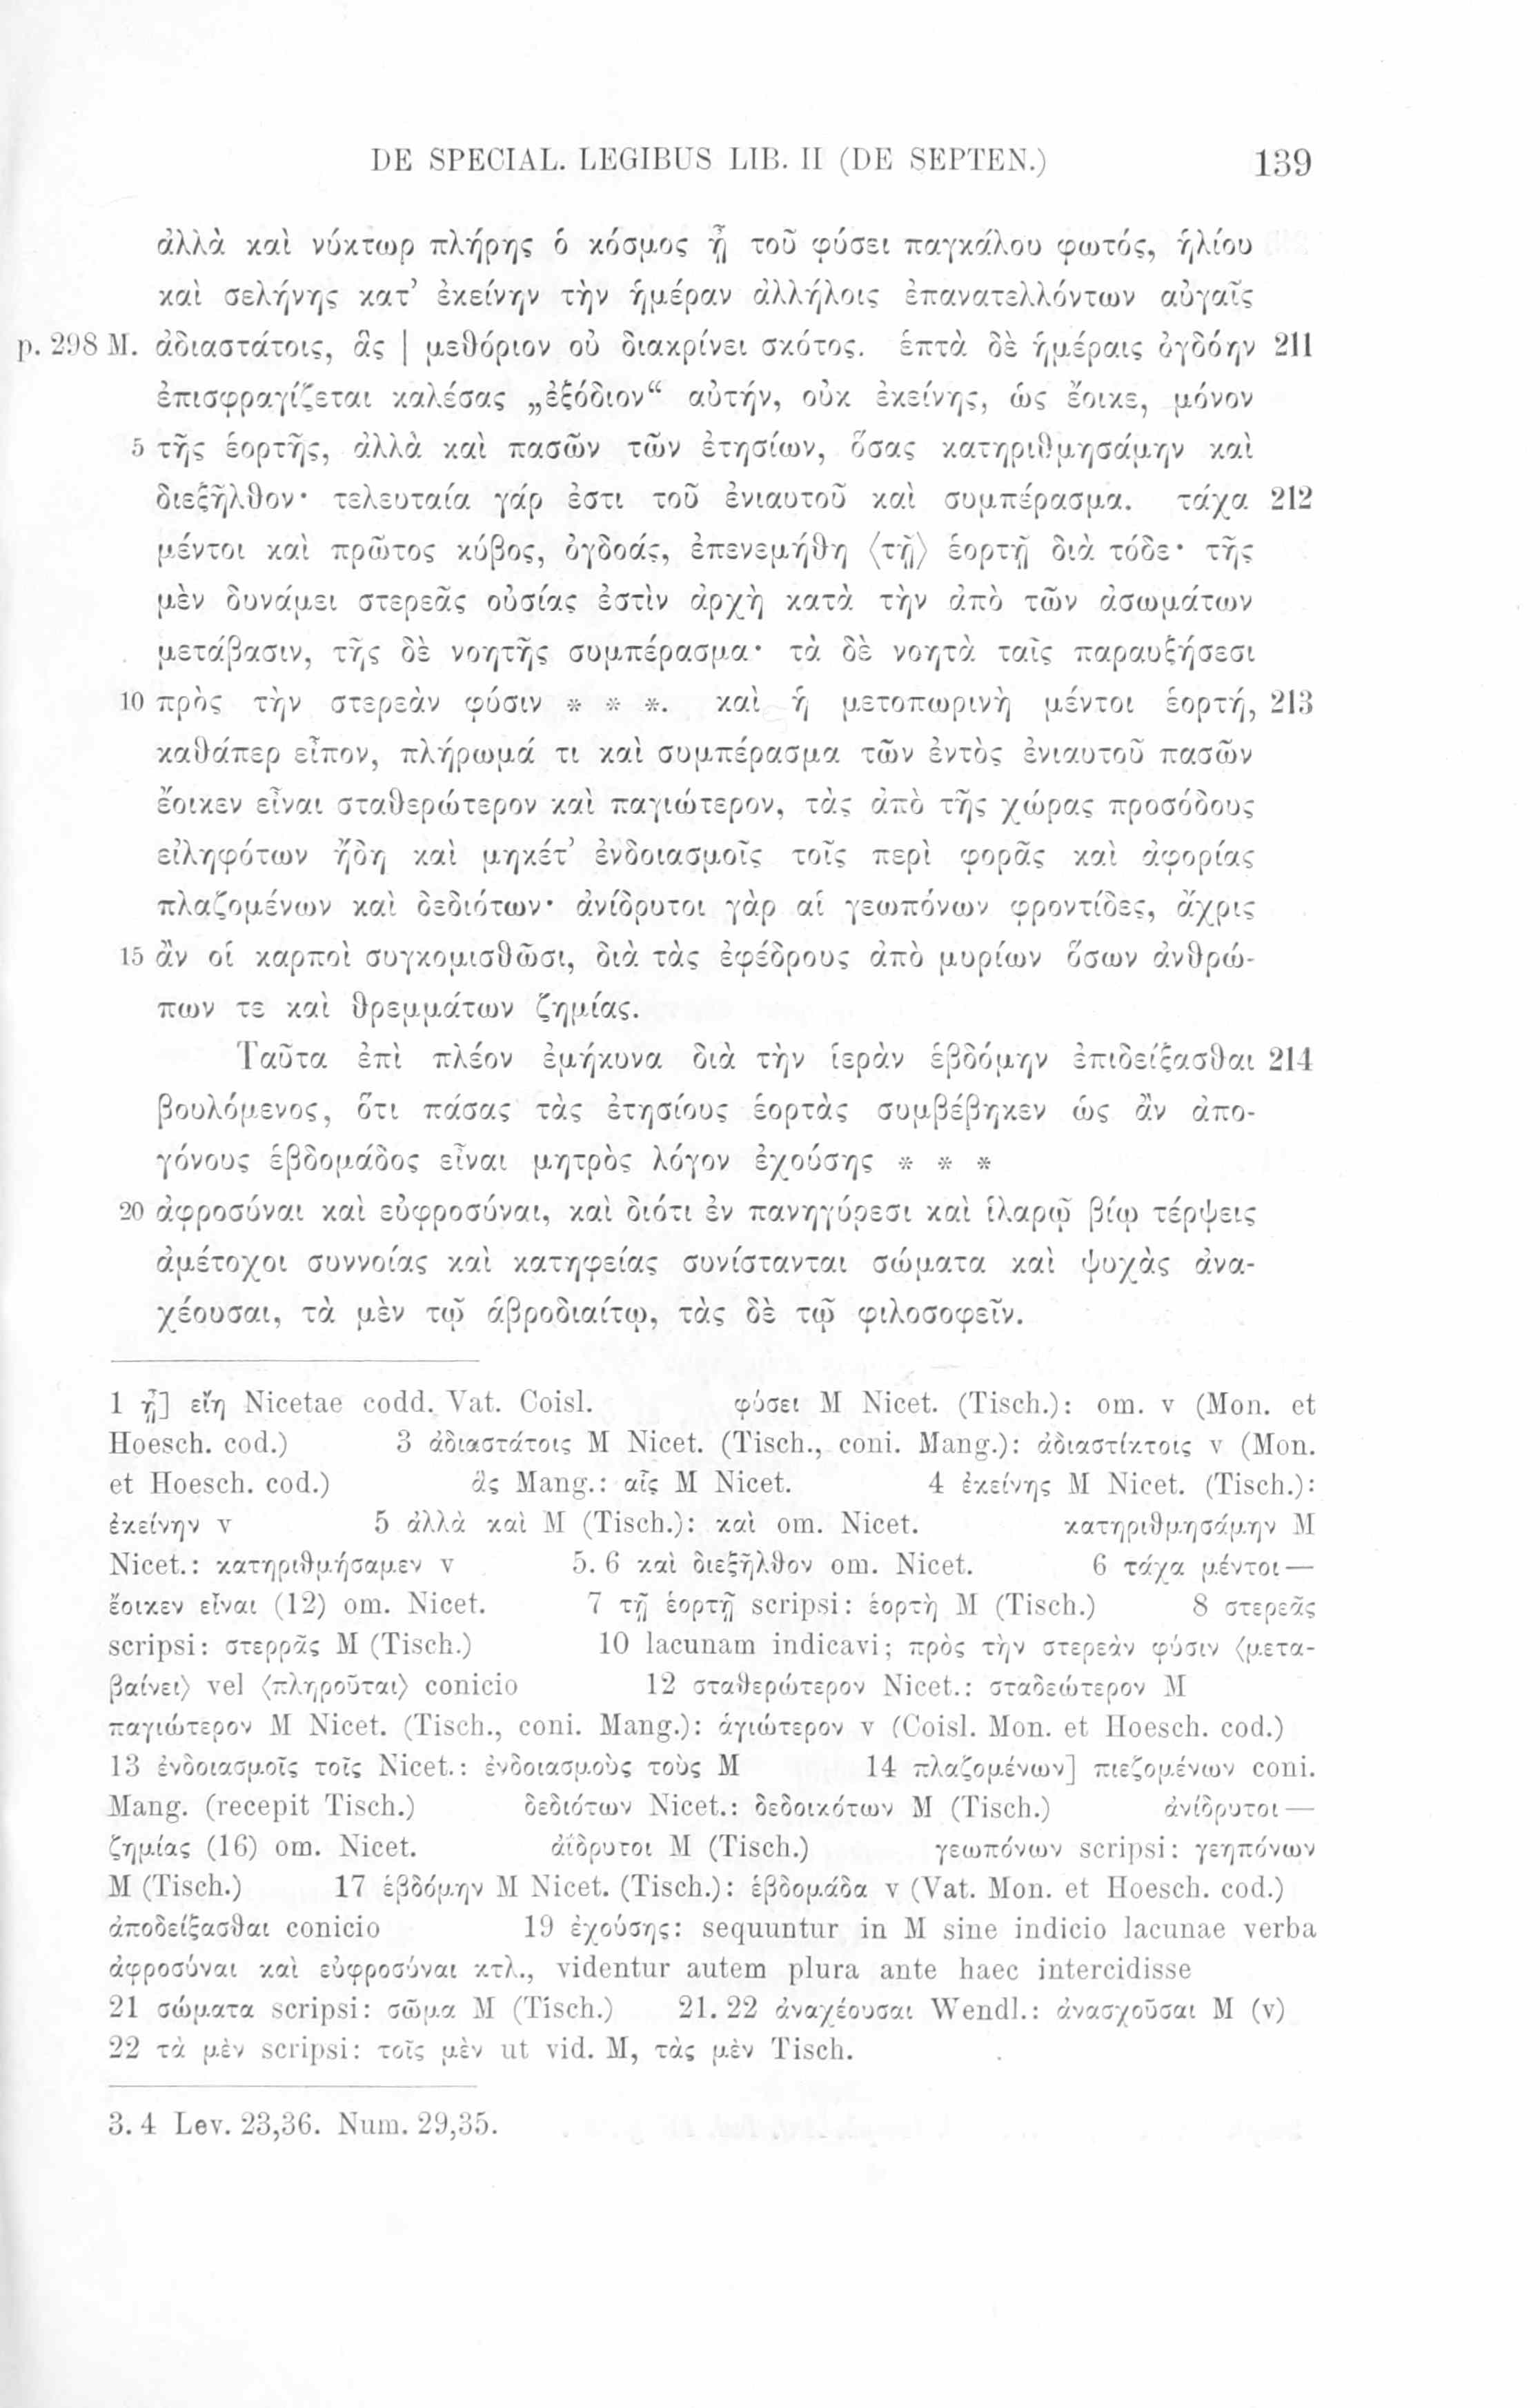 DE SPECIAL. LEGIBUS LIB. II (DE SEPTEN.) 139
ἀλλὰ καὶ νύκτωρ πλήρης ὁ κόσμος ᾖ τοῦ φύσει παγκάλου φωτός, ἡλίου
καὶ σελήνης κατ’ ἐκείνην τὴν ἡμέραν ἀλλήλοις ἐπανατελλόντων αὐγαῖς
p. 298 M. ἀδιαστάτοις, ἃς | μεθόριον οὐ διακρίνει σκότος. ἑπτὰ δὲ ἡμέραις ὀγδόην 211
ἐπισφραγίζεται καλέσας „ἐξόδιον“ αὐτήν, οὐκ ἐκείνης, ὡς ἔοικε, μόνον
5 τῆς ἑορτῆς, ἀλλὰ καὶ πασῶν τῶν ἐτησίων, ὅσας κατηριθμησάμην καὶ
διεξῆλθον· τελευταία γάρ ἐστι τοῦ ἐνιαυτοῦ καὶ συμπέρασμα. τάχα 212
μέντοι καὶ πρῶτος κύβος, ὀγδοάς, ἐπενεμήθη ⟨τῇ⟩ ἑορτῇ διὰ τόδε· τῆς
μὲν δυνάμει στερεᾶς οὐσίας ἐστὶν ἀρχὴ κατὰ τὴν ἀπὸ τῶν ἀσωμάτων
μετάβασιν, τῆς δὲ νοητῆς συμπέρασμα· τὰ δὲ νοητὰ ταῖς παραυξήσεσι
10 πρὸς τὴν στερεὰν φύσιν * * *. καὶ ἡ μετοπωρινὴ μέντοι ἑορτή, 213
καθάπερ εἶπον, πλήρωμά τι καὶ συμπέρασμα τῶν ἐντὸς ἐνιαυτοῦ πασῶν
ἔοικεν εἶναι σταθερώτερον καὶ παγιώτερον, τὰς ἀπὸ τῆς χώρας προσόδους
εἰληφότων ἤδη καὶ μηκέτ’ ἐνδοιασμοῖς τοῖς περὶ φορᾶς καὶ ἀφορίας
πλαζομένων καὶ δεδιότων· ἀνίδρυτοι γὰρ αἱ γεωπόνων φροντίδες, ἄχρις
15 ἂν οἱ καρποὶ συγκομισθῶσι, διὰ τὰς ἐφέδρους ἀπὸ μυρίων ὅσων ἀνθρώ-
πων τε καὶ θρεμμάτων ζημίας.
Ταῦτα ἐπὶ πλέον ἐμήκυνα διὰ τὴν ἱερὰν ἑβδόμην ἐπιδείξασθαι 214
βουλόμενος, ὅτι πάσας τὰς ἐτησίους ἑορτὰς συμβέβηκεν ὡς ἂν ἀπο-
γόνους ἑβδομάδος εἶναι μητρὸς λόγον ἐχούσης * * *
20 ἀφροσύναι καὶ εὐφροσύναι, καὶ διότι ἐν πανηγύρεσι καὶ ἱλαρῷ βίῳ τέρψεις
ἀμέτοχοι συννοίας καὶ κατηφείας συνίστανται σώματα καὶ ψυχὰς ἀνα-
χέουσαι, τὰ μὲν τῷ ἁβροδιαίτῳ, τὰς δὲ τῷ φιλοσοφεῖν.
1 ᾖ] εἴη Nicetae codd. Vat. Coisl. φύσει M Nicet. (Tisch.): om. v (Mon. et
Hoesch. cod.) 3 ἀδιαστάτοις M Nicet. (Tisch., coni. Mang.): ἀδιαστίκτοις v (Mon.
et Hoesch. cod.) ἃς Mang.: αἷς M Nicet. 4 ἐκείνης M Nicet. (Tisch.):
ἐκείνην v 5 ἀλλὰ καὶ M (Tisch.): καὶ om. Nicet. κατηριθμησάμην M
Nicet.: κατηριθμήσαμεν v 5. 6 καὶ διεξῆλθον om. Nicet. 6 τάχα μέντοι—
ἔοικεν εἶναι (12) om. Nicet. 7 τῇ ἑορτῇ scripsi: ἑορτὴ M (Tisch.) 8 στερεᾶς
scripsi: στερρᾶς M (Tisch.) 10 lacunam indicavi; πρὸς τὴν στερεὰν φύσιν ⟨μετα-
βαίνει⟩ vel ⟨πληροῦται⟩ conicio 12 σταθερώτερον Nicet.: σταδεώτερον M
παγιώτερον M Nicet. (Tisch., coni. Mang.): ἁγιώτερον v (Coisl. Mon. et Hoesch. cod.)
13 ἐνδοιασμοῖς τοῖς Nicet.: ἐνδοιασμοὺς τοὺς M 14 πλαζομένων] πιεζομένων coni.
Mang. (recepit Tisch.) δεδιότων Nicet.: δεδοικότων M (Tisch.) ἀνίδρυτοι—
ζημίας (16) om. Nicet. ἀίδρυτοι M (Tisch.) γεωπόνων scripsi: γεηπόνων
M (Tisch.) 17 ἑβδόμην M Nicet. (Tisch.): ἑβδομάδα v (Vat. Mon. et Hoesch. cod.)
ἀποδείξασθαι conicio 19 ἐχούσης: sequuntur in M sine indicio lacunae verba
ἀφροσύναι καὶ εὐφροσύναι κτλ., videntur autem plura ante haec intercidisse
21 σώματα scripsi: σῶμα M (Tisch.) 21. 22 ἀναχέουσαι Wendl.: ἀνασχοῦσαι M (v)
22 τὰ μὲν scripsi: τοῖς μὲν ut vid. M, τὰς μὲν Tisch.
3. 4 Lev. 23,36. Num. 29,35.